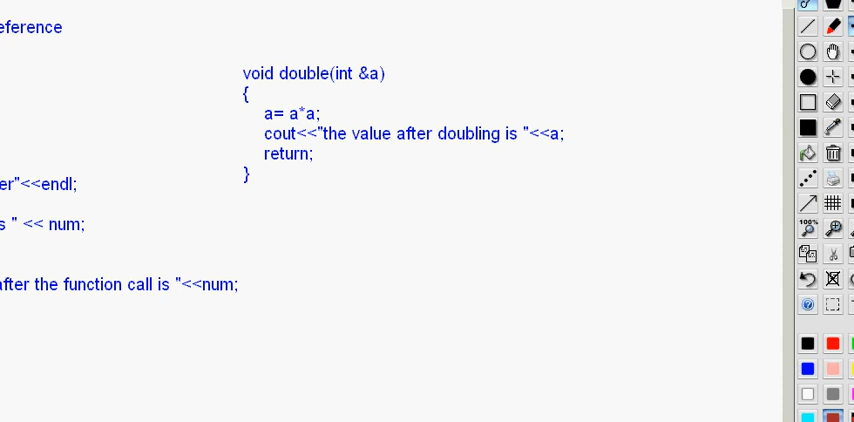 eference
void double(int &a)
{
a= a*a;
cout<<"the value after doubling is "<<a;
return;
}
er"<<endl;
s " << num;
after the function call is "<<num;
100%